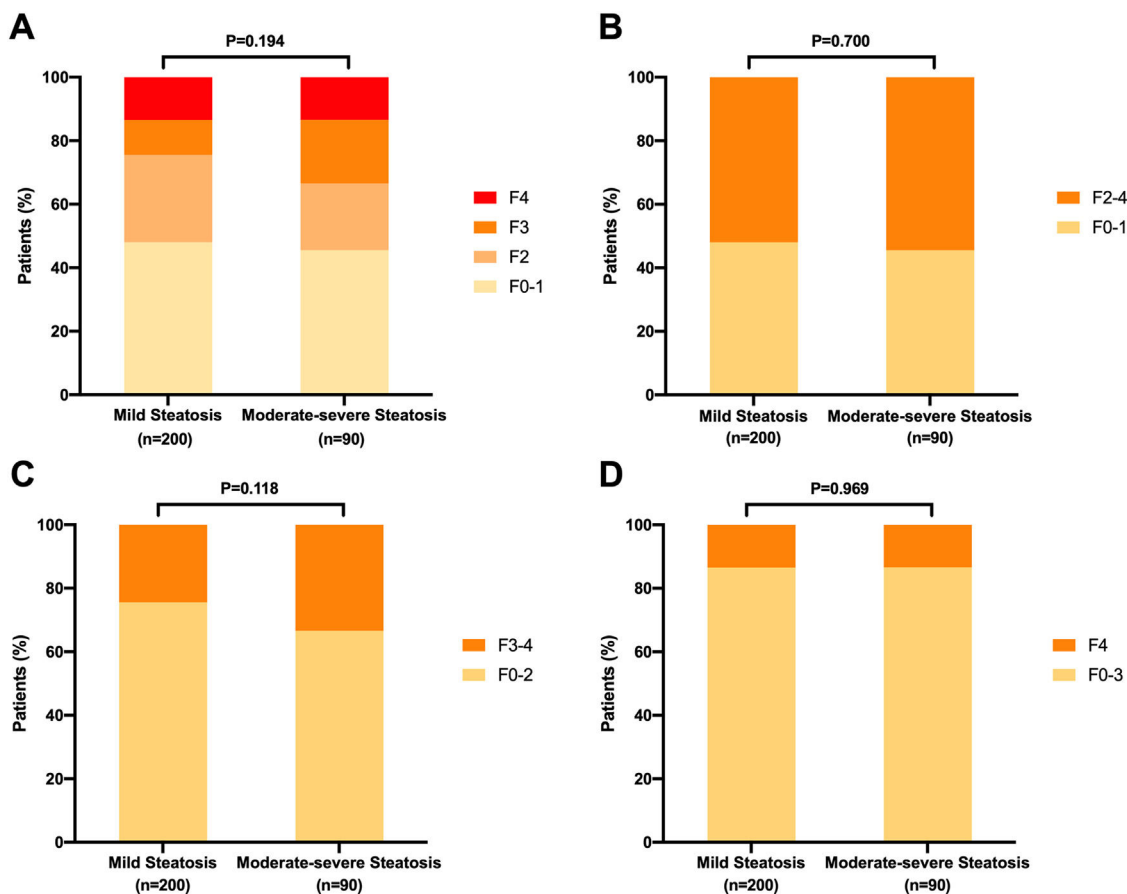 A
P=0.194
Patients (%)
100
80
60
40
20
0
Mild Steatosis
(n=200)
Moderate-severe Steatosis
(n=90)
F4
F3
F2
F0-1
B
P=0.700
Patients (%)
100
80
60
40
20
0
Mild Steatosis
(n=200)
Moderate-severe Steatosis
(n=90)
F2-4
F0-1
C
P=0.118
Patients (%)
100
80
60
40
20
0
Mild Steatosis
(n=200)
Moderate-severe Steatosis
(n=90)
F3-4
F0-2
D
P=0.969
Patients (%)
100
80
60
40
20
0
Mild Steatosis
(n=200)
Moderate-severe Steatosis
(n=90)
F4
F0-3